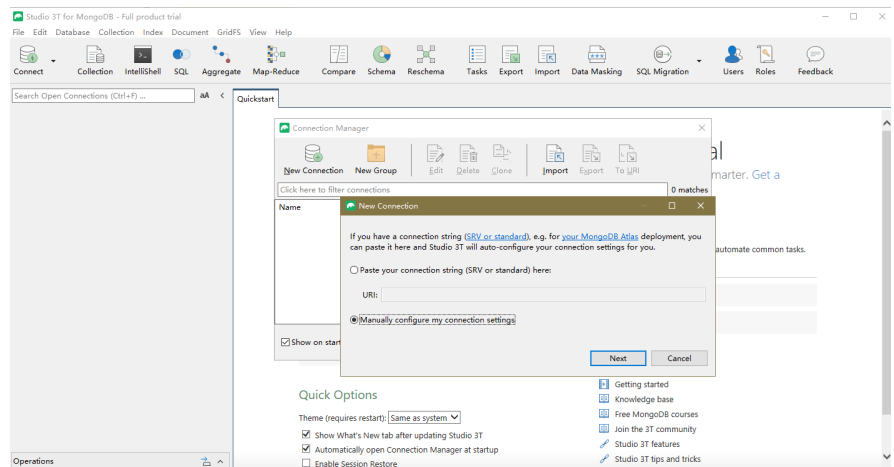 Studio 3T for MongoDB - Full product trial
File Edit Database Collection Index Document GridFS View Help
Connect Collection IntelliShell SQL Aggregate Map-Reduce Compare Schema Reschema Tasks Export Import Data Masking SQL Migration Users Roles Feedback
Search Open Connections (Ctrl+F) ... aA
Quickstart
Connection Manager
New Connection New Group Edit Delete Clone Import Export To URI
marter. Get a
Click here to filter connections 0 matches
Name
New Connection
If you have a connection string (SRV or standard), e.g. for your MongoDB Atlas deployment, you
can paste it here and Studio 3T will auto-configure your connection settings for you.
automate common tasks.
Paste your connection string (SRV or standard) here:
URI:
Manually configure my connection settings
Show on start
Next Cancel
Quick Options
Theme (requires restart): Same as system
Show What's New tab after updating Studio 3T
Automatically open Connection Manager at startup
Enable Session Restore
Getting started
Knowledge base
Free MongoDB courses
Join the 3T community
Studio 3T features
Studio 3T tips and tricks
Operations